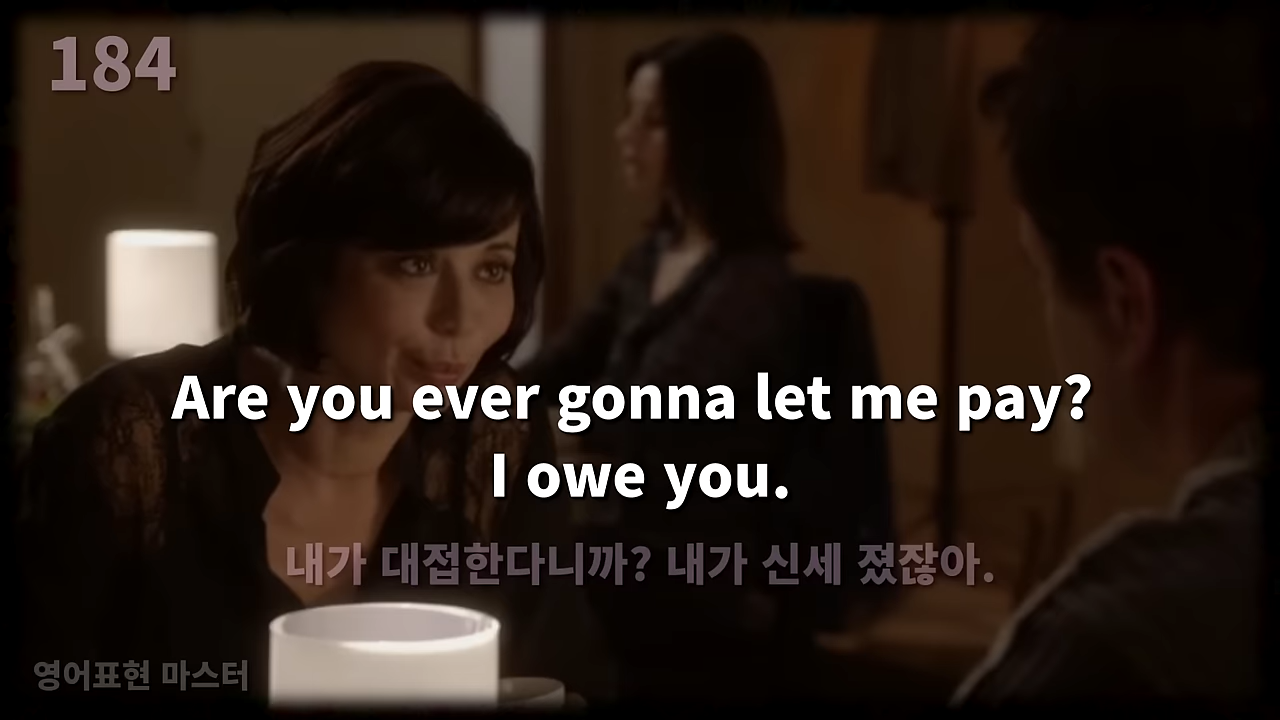 184
Are you ever gonna let me pay?
I owe you.
내가 대접한다니까? 내가 신세 졌잖아.
영어표현 마스터